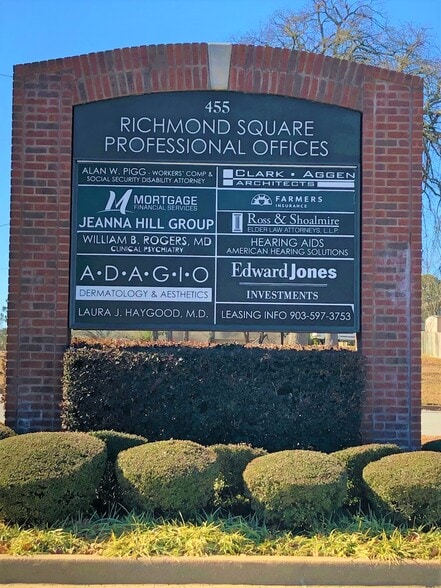 455
RICHMOND SQUARE
PROFESSIONAL OFFICES
ALAN W. PIGG - WORKERS' COMP &
SOCIAL SECURITY DISABILITY ATTORNEY
M MORTGAGE
FINANCIAL SERVICES
JEANNA HILL GROUP
WILLIAM B. ROGERS, MD
CLINICAL PSYCHIATRY
A•D•A•G•I•O
DERMATOLOGY & AESTHETICS
LAURA J. HAYGOOD, M.D.
CLARK • AGGEN
ARCHITECTS
FARMERS
INSURANCE
ROSS & SHOALMIRE
ELDER LAW ATTORNEYS, L.L.P.
HEARING AIDS
AMERICAN HEARING SOLUTIONS
Edward Jones
INVESTMENTS
LEASING INFO 903-597-3753